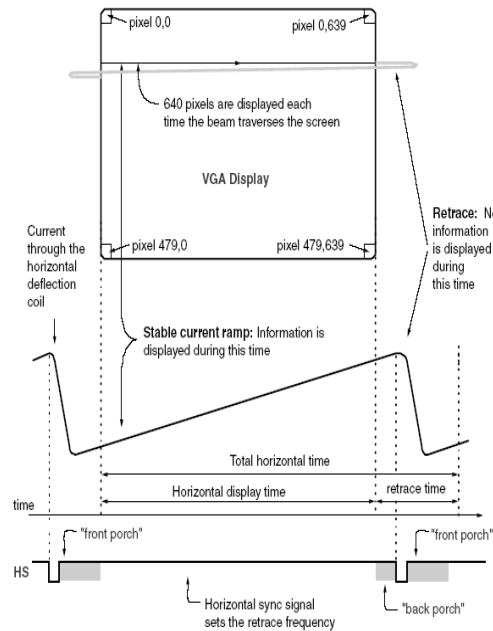 pixel 0,0
pixel 0,639
640 pixels are displayed each
time the beam traverses the screen
VGA Display
pixel 479,0
pixel 479,639
Retrace: No
information
is displayed
during
this time
Current
through the
horizontal
deflection
coil
Stable current ramp: Information is
displayed during this time
Total horizontal time
Horizontal display time
retrace time
time
"front porch"
"front porch"
HS
Horizontal sync signal
sets the retrace frequency
"back porch"